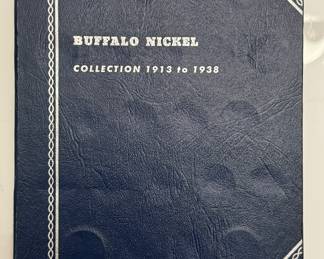 BUFFALO NICKEL
COLLECTION 1913 to 1938